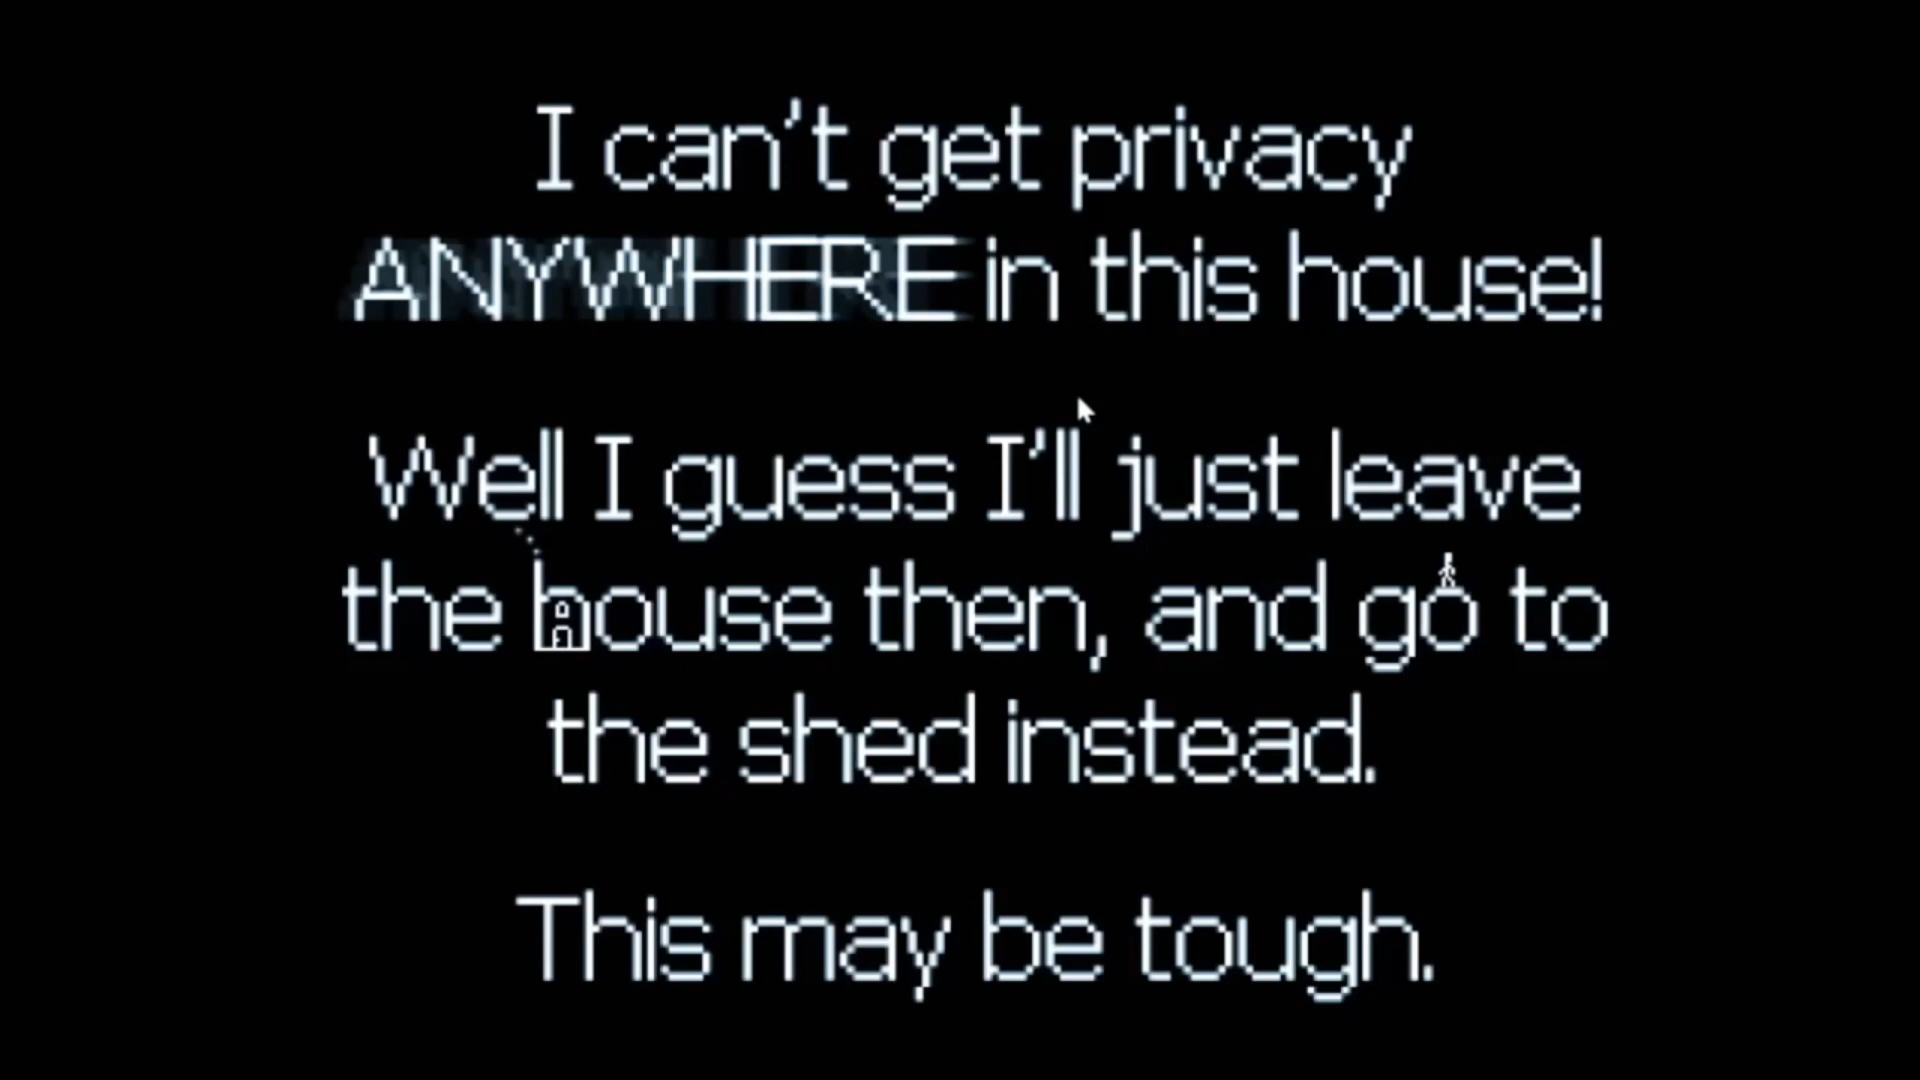 I can't get privacy
ANYWHERE in this house!
Well I guess I'll just leave
the house then, and go to
the shed instead.
This may be tough.